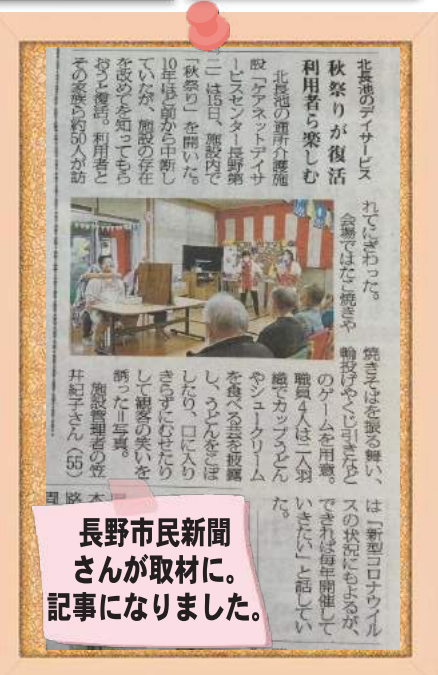 北長池のデイサービス
秋祭りが復活
利用者ら楽しむ
北長池の通所介護施
設「ケアネットデイサ
ービスセンター長野第
二」は15日、施設内で
「秋祭り」を開いた。
10年ほど前から中断し
ていたが、施設の存在
を改めてを知ってもら
おうと復活。利用者と
その家族ら約50人が訪
れてにぎわった。
会場ではたこ焼きや
焼きそばを振る舞い、
輪投げやくじ引きなど
のゲームを用意。
職員4人は二人羽
織でカップうどん
やシュークリーム
を食べる芸を披露
し、うどんをこぼ
したり、口に入り
きらずにむせたり
して観客の笑いを
誘った＝写真。
施設管理者の笠
井紀子さん（55）
は「新型コロナウイル
スの状況にもよるが、
できれば毎年開催して
いきたい」と話してい
た。
長野市民新聞
さんが取材に。
記事になりました。